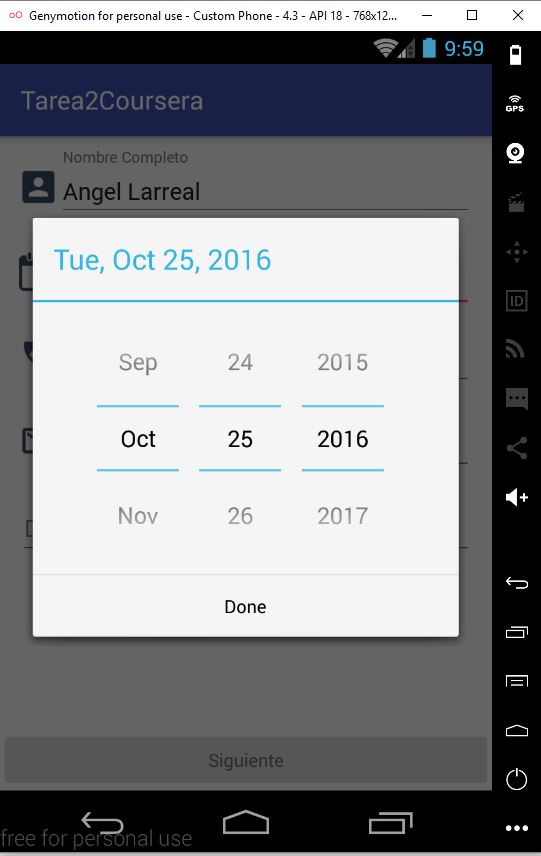 Genymotion for personal use - Custom Phone - 4.3 - API 18 - 768x12...
9:59
GPS
Tarea2Coursera
Nombre Completo
Angel Larreal
Tue, Oct 25, 2016
Sep 24 2015
Oct 25 2016
Nov 26 2017
Done
ID
Siguiente
free for personal use